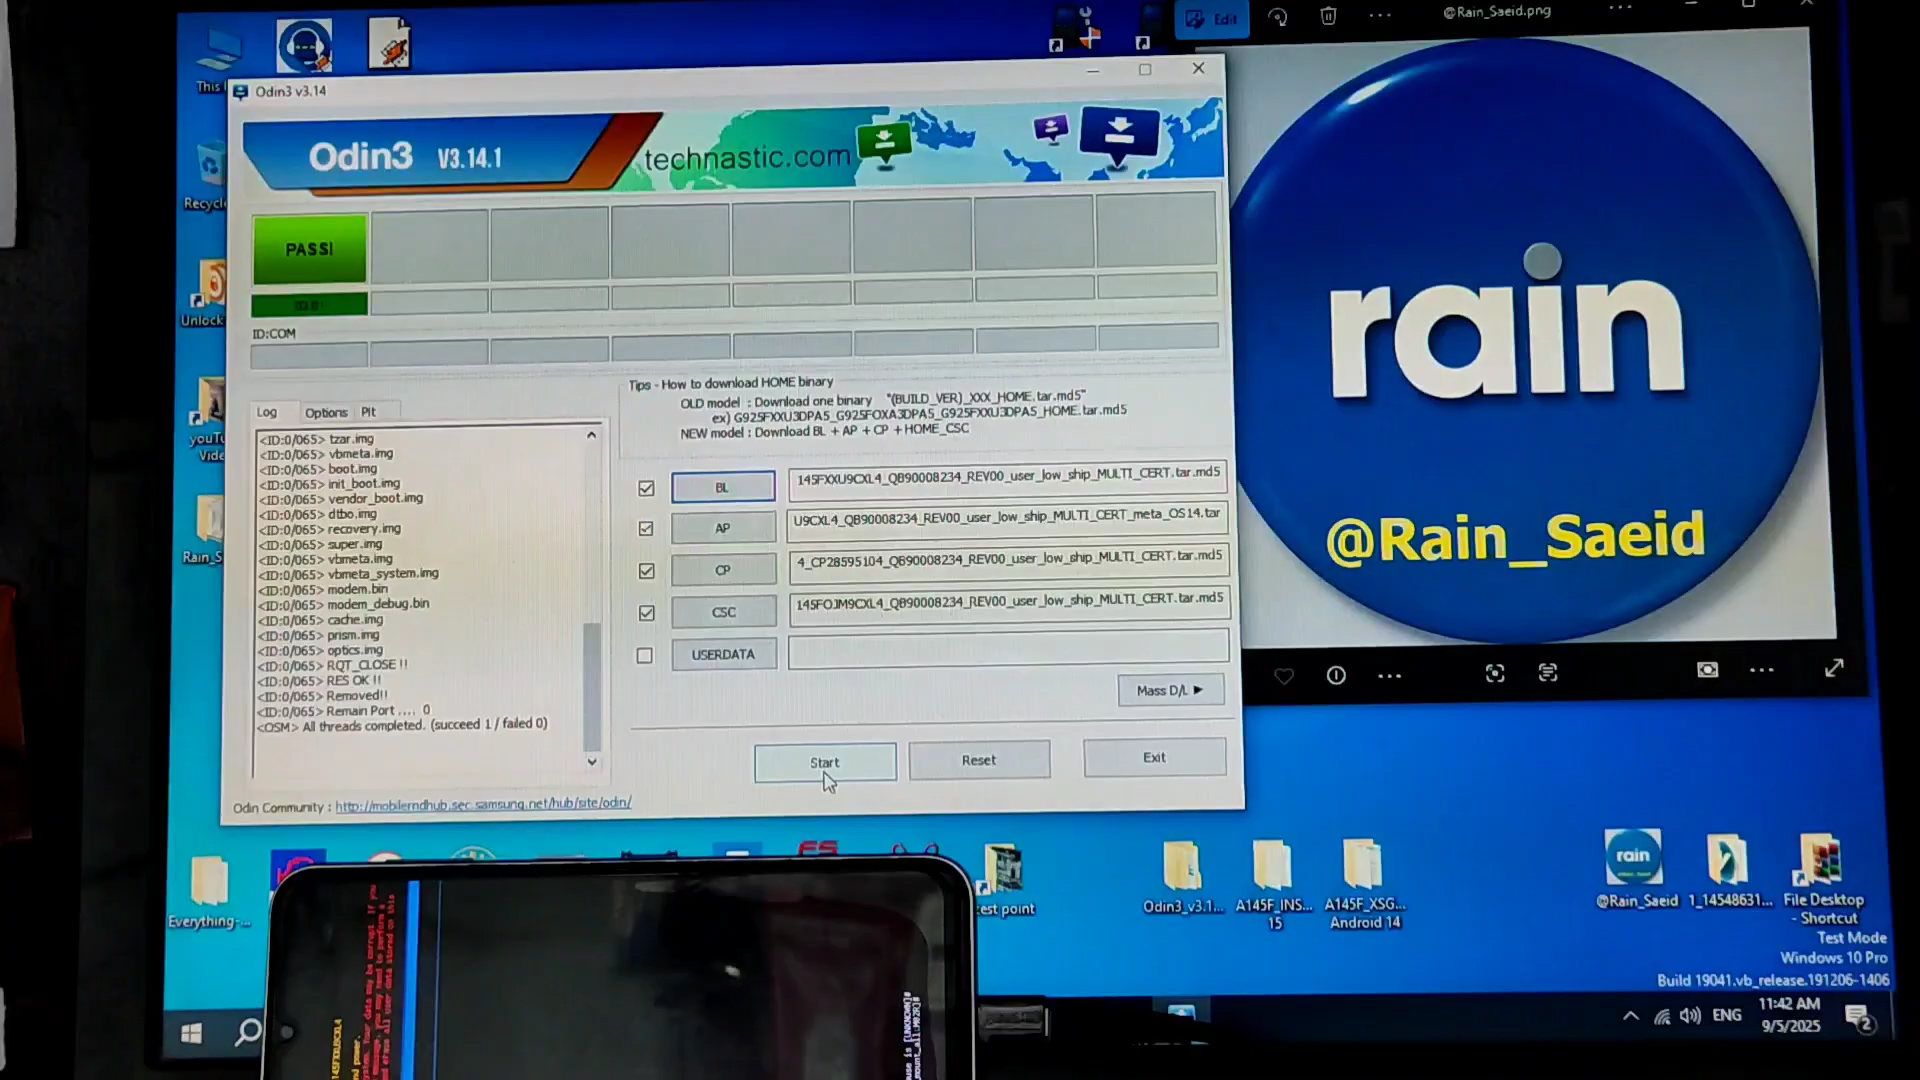 @Rain_Saeid.png
Edit
This
Odin3 v3.14
Odin3 V3.14.1
technastic.com
PASS!
ID:COM
Recycl
Unlock
youTu
Vide
Rain_S
Tips - How to download HOME binary
OLD model : Download one binary "(BUILD_VER)_XXX_HOME.tar.md5"
ex) G925FXXU3DPA5_G925FOXA3DPA5_G925FXXU3DPA5_HOME.tar.md5
NEW model : Download BL + AP + CP + HOME_CSC
Log Options Pit
<ID:0/065> tzar.img
<ID:0/065> vbmeta.img
<ID:0/065> boot.img
<ID:0/065> init_boot.img
<ID:0/065> vendor_boot.img
<ID:0/065> dtbo.img
<ID:0/065> recovery.img
<ID:0/065> super.img
<ID:0/065> vbmeta.img
<ID:0/065> vbmeta_system.img
<ID:0/065> modem.bin
<ID:0/065> modem_debug.bin
<ID:0/065> cache.img
<ID:0/065> prism.img
<ID:0/065> optics.img
<ID:0/065> RQT_CLOSE !!
<ID:0/065> RES OK !!
<ID:0/065> Removed!!
<ID:0/065> Remain Port .... 0
<OSM> All threads completed. (succeed 1 / failed 0)
BL 145FXXU9CXL4_QB90008234_REV00_user_low_ship_MULTI_CERT.tar.md5
AP U9CXL4_QB90008234_REV00_user_low_ship_MULTI_CERT_meta_OS14.tar
CP 4_CP28595104_QB90008234_REV00_user_low_ship_MULTI_CERT.tar.md5
CSC 145FOJM9CXL4_QB90008234_REV00_user_low_ship_MULTI_CERT.tar.md5
USERDATA
Mass D/L
Start Reset Exit
Odin Community : http://mobilerndhub.sec.samsung.net/hub/site/odin/
rain
@Rain_Saeid
Everything-...
est point
Odin3_v3.1...
A145F_INS...
15
A145F_XSG...
Android 14
rain
@Rain_Saeid
1_14548631...
File Desktop
- Shortcut
Test Mode
Windows 10 Pro
Build 19041.vb_release.191206-1406
ENG
11:42 AM
9/5/2025
2